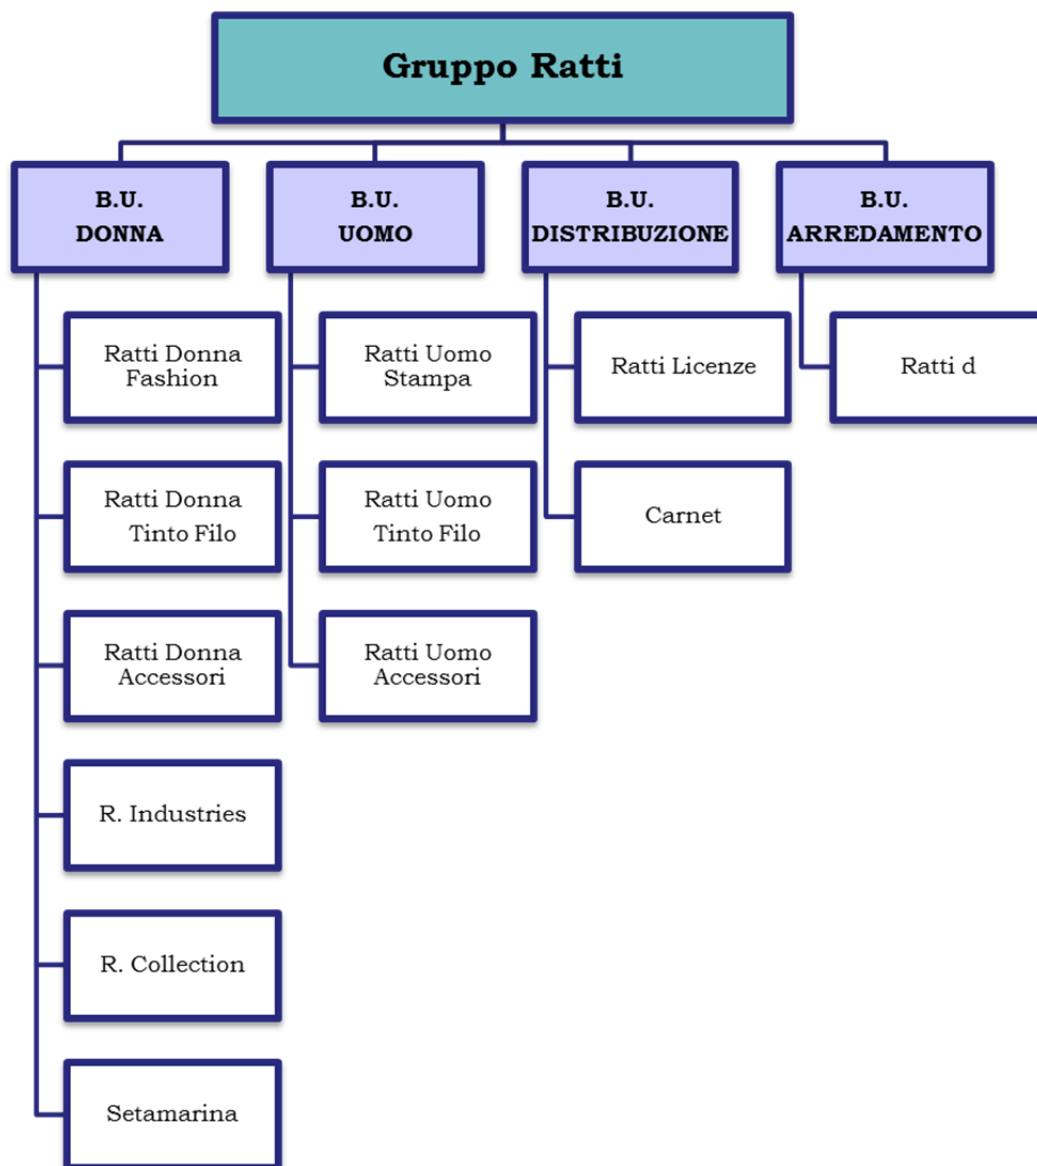 Gruppo Ratti
B.U.
DONNA
B.U.
UOMO
B.U.
DISTRIBUZIONE
B.U.
ARREDAMENTO
Ratti Donna
Fashion
Ratti Donna
Tinto Filo
Ratti Donna
Accessori
R. Industries
R. Collection
Setamarina
Ratti Uomo
Stampa
Ratti Uomo
Tinto Filo
Ratti Uomo
Accessori
Ratti Licenze
Carnet
Ratti d